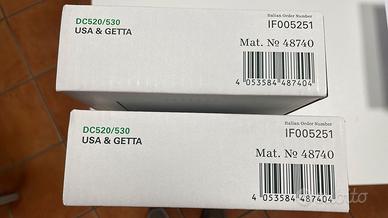 DC520/530
USA & GETTA
Italian Order Number
IF005251
Mat. № 48740
4 053584 487404
DC520/530
USA & GETTA
Italian Order Number
IF005251
Mat. № 48740
4 053584 487404
subito